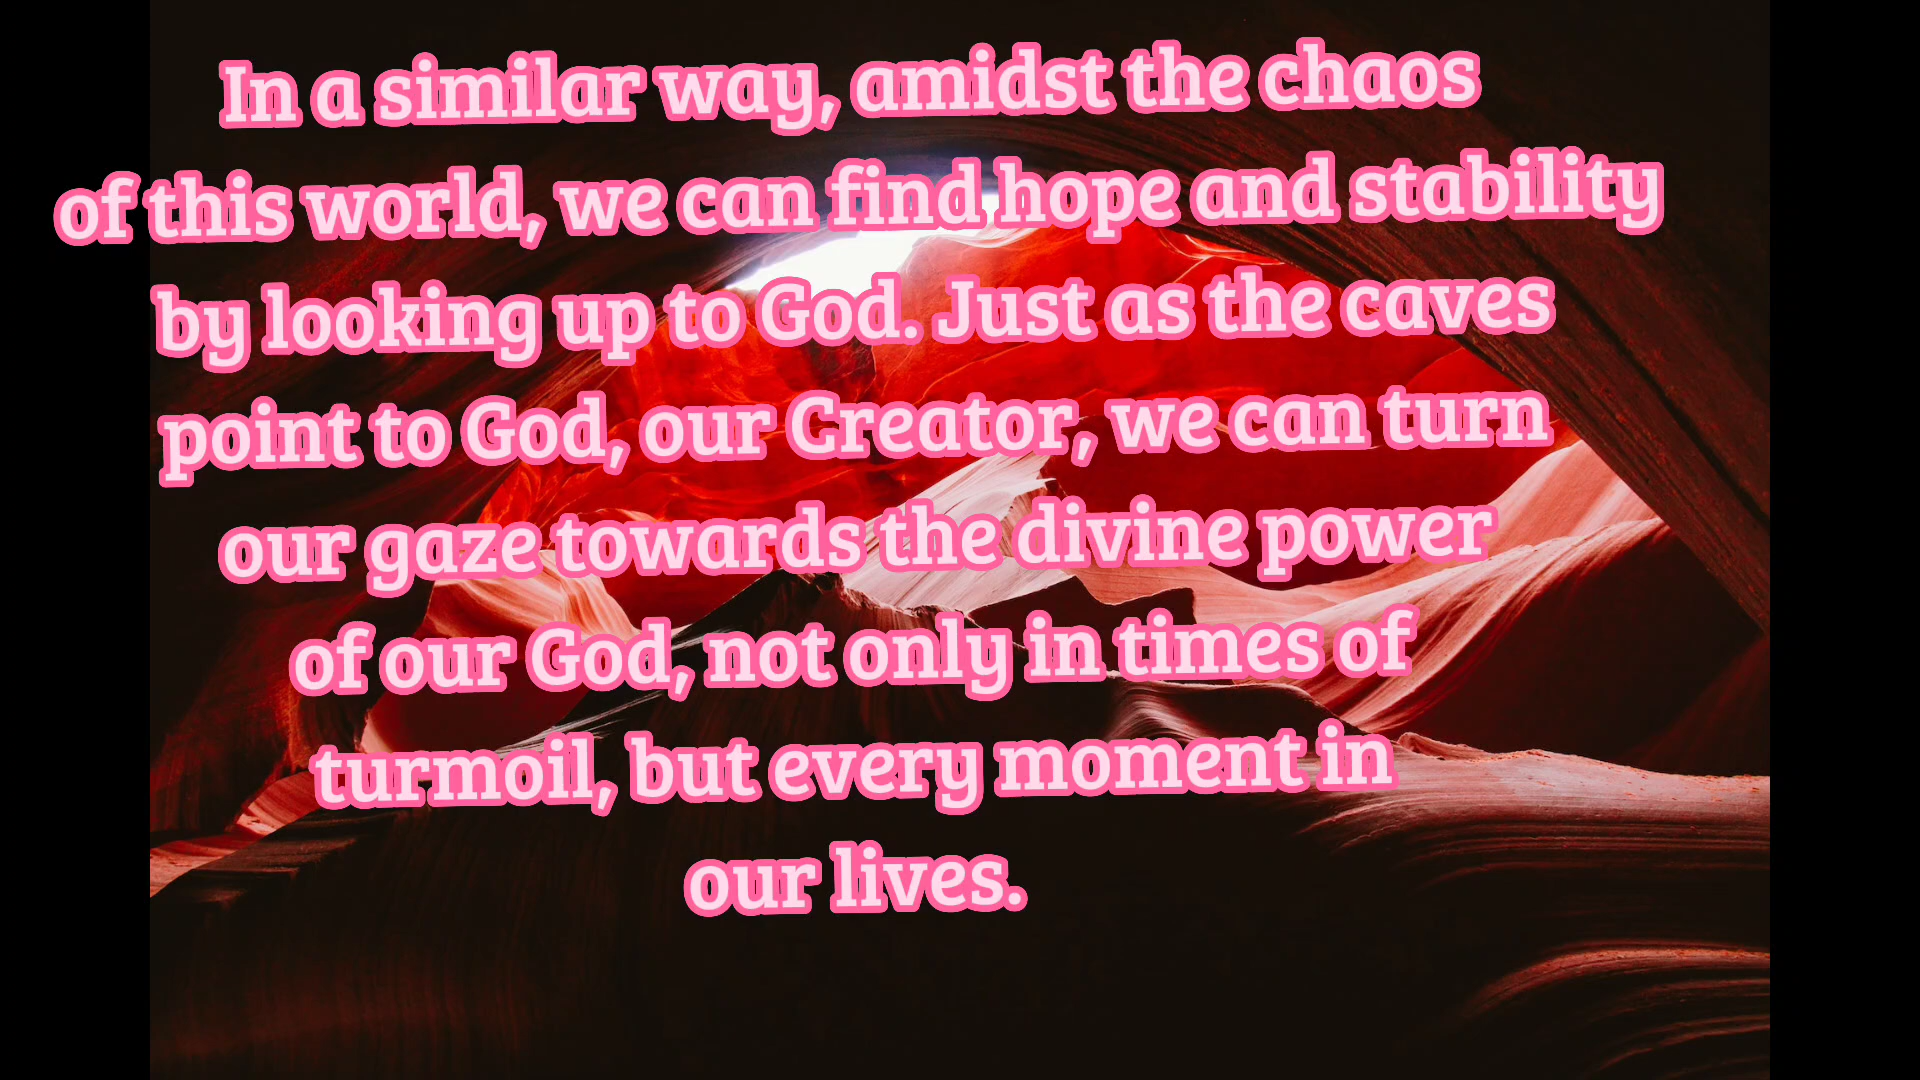 In a similar way, amidst the chaos
of this world, we can find hope and stability
by looking up to God. Just as the caves
point to God, our Creator, we can turn
our gaze towards the divine power
of our God, not only in times of
turmoil, but every moment in
our lives.